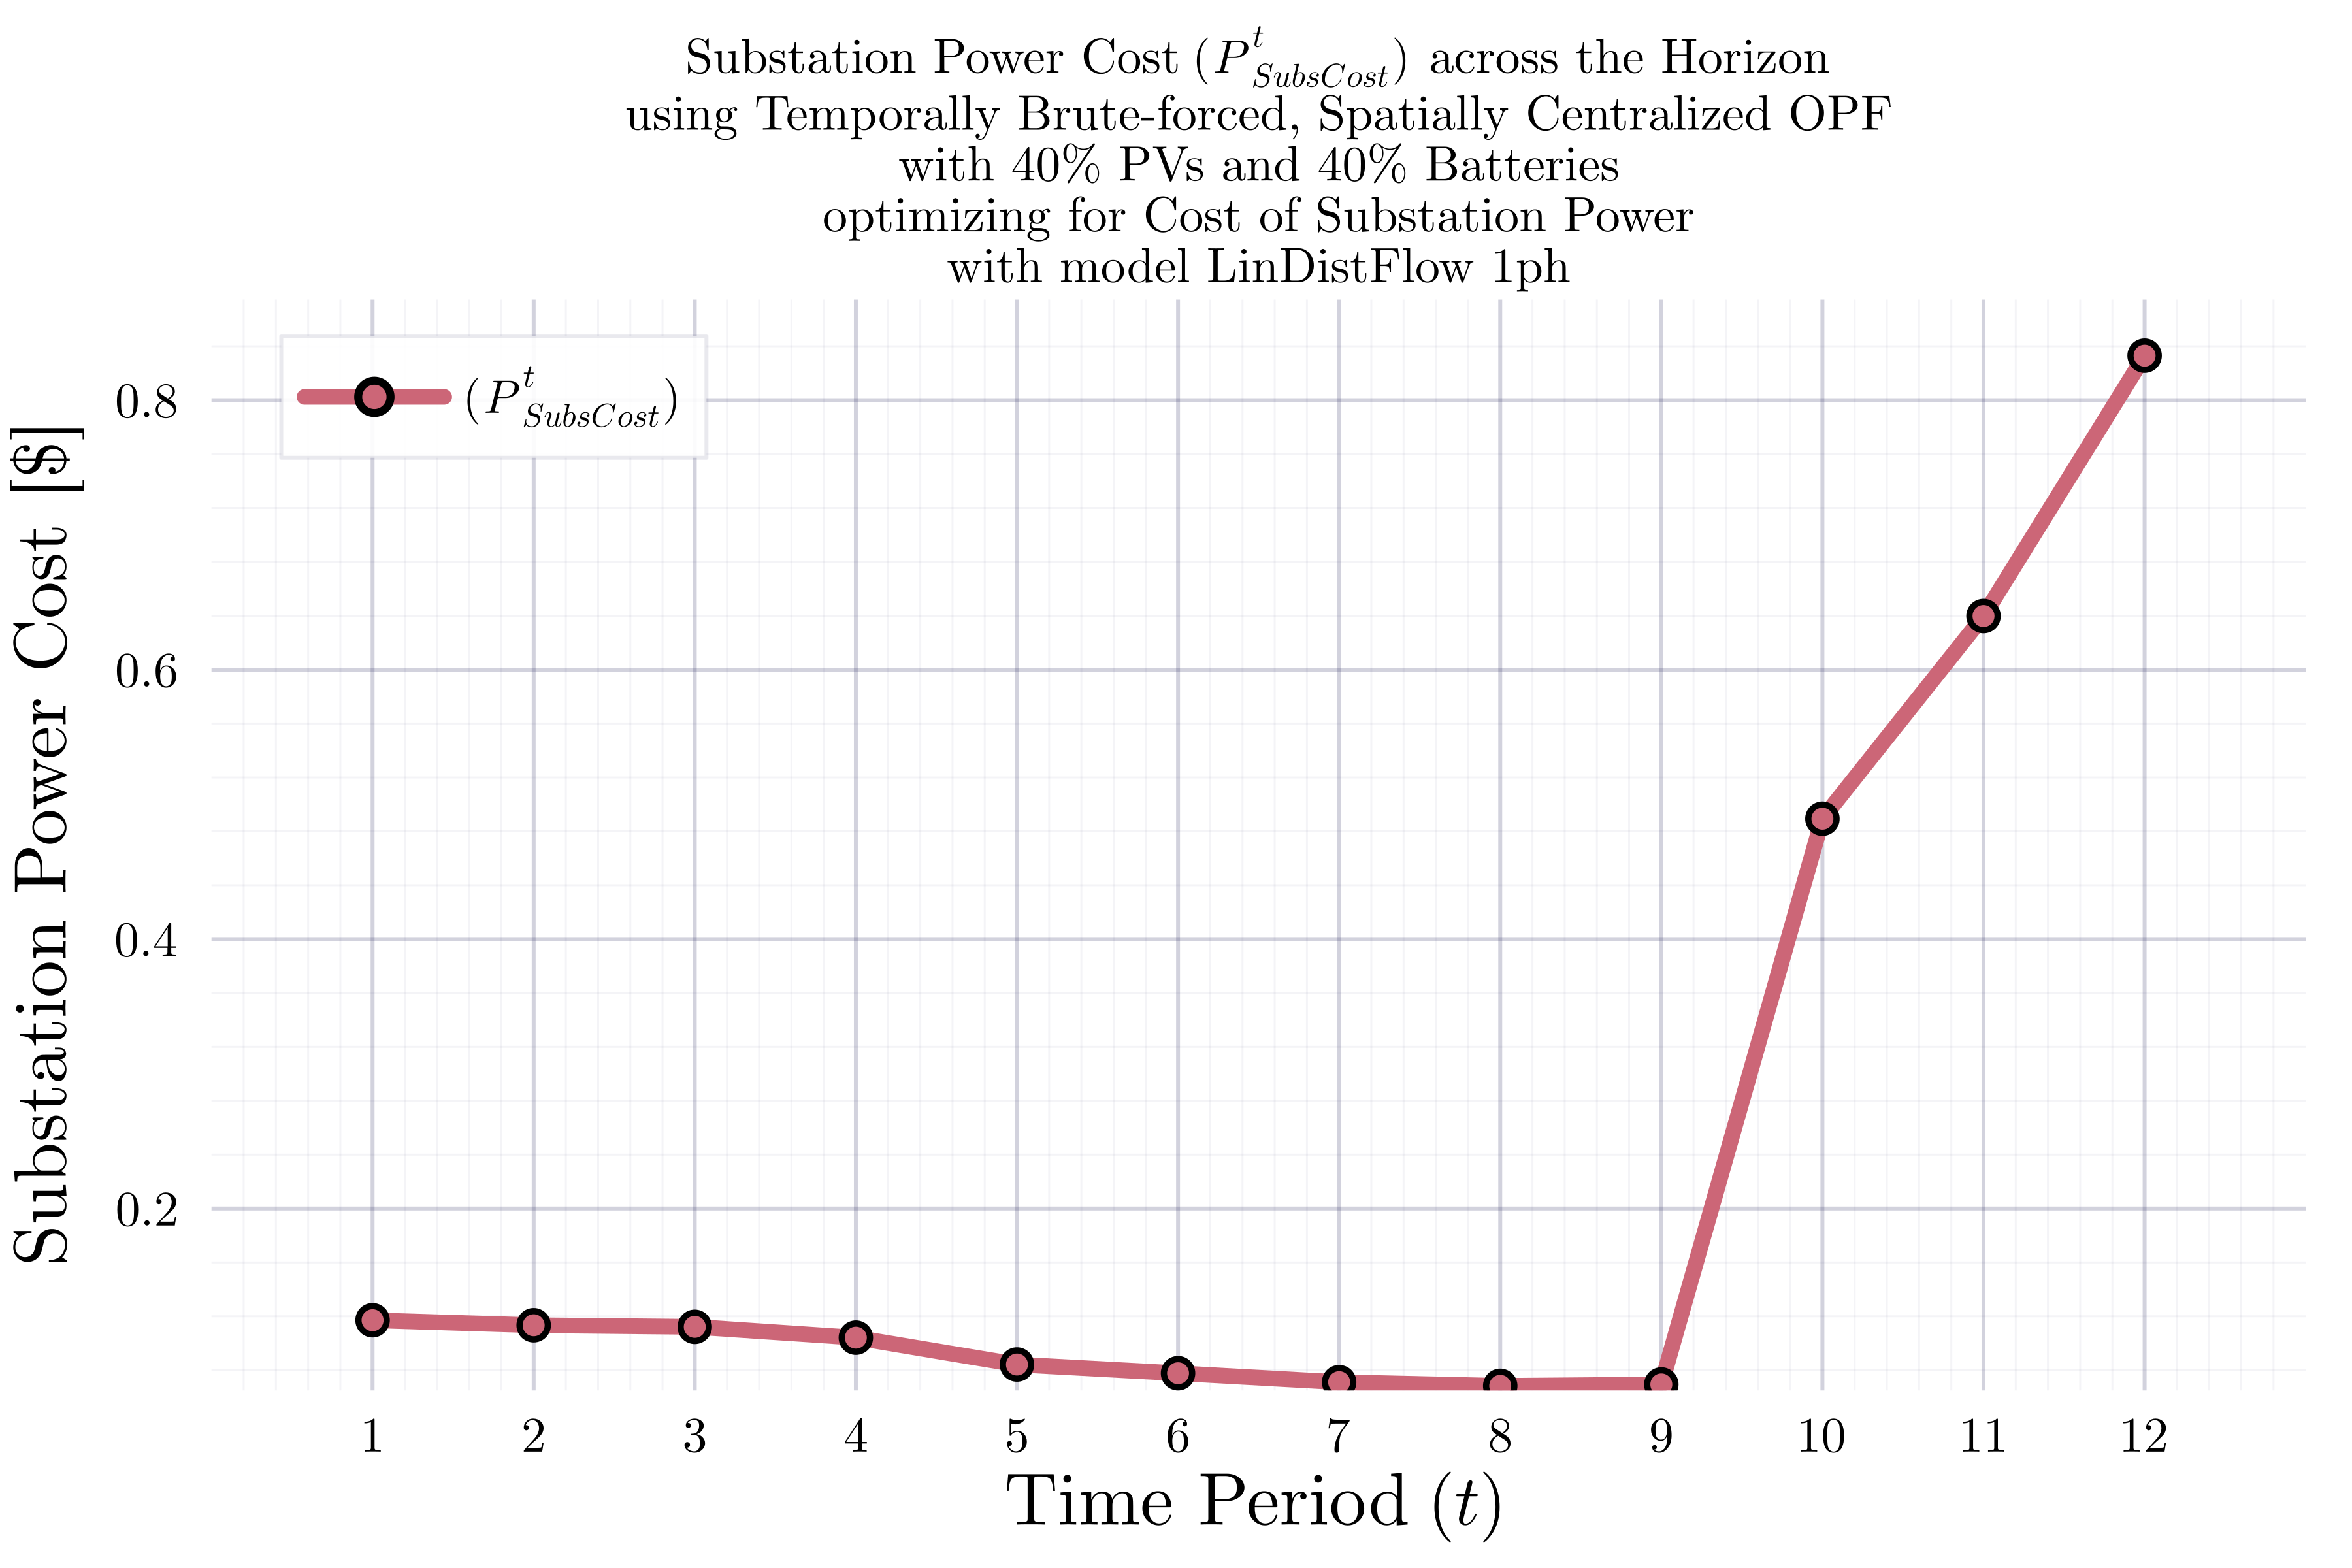 Substation Power Cost (P^t_SubsCost) across the Horizon
using Temporally Brute-forced, Spatially Centralized OPF
with 40% PVs and 40% Batteries
optimizing for Cost of Substation Power
with model LinDistFlow 1ph
(P^t_SubsCost)
Substation Power Cost [$]
0.8
0.6
0.4
0.2
1 2 3 4 5 6 7 8 9 10 11 12
Time Period (t)